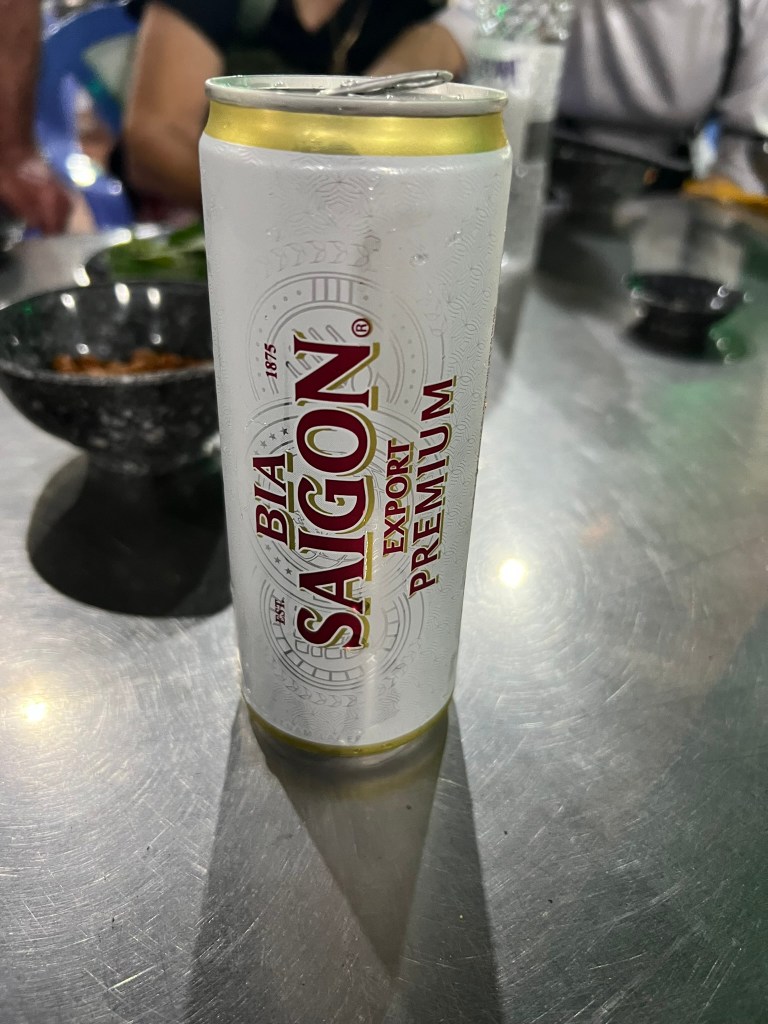 EST. 1875
BIA
SAIGON®
EXPORT
PREMIUM